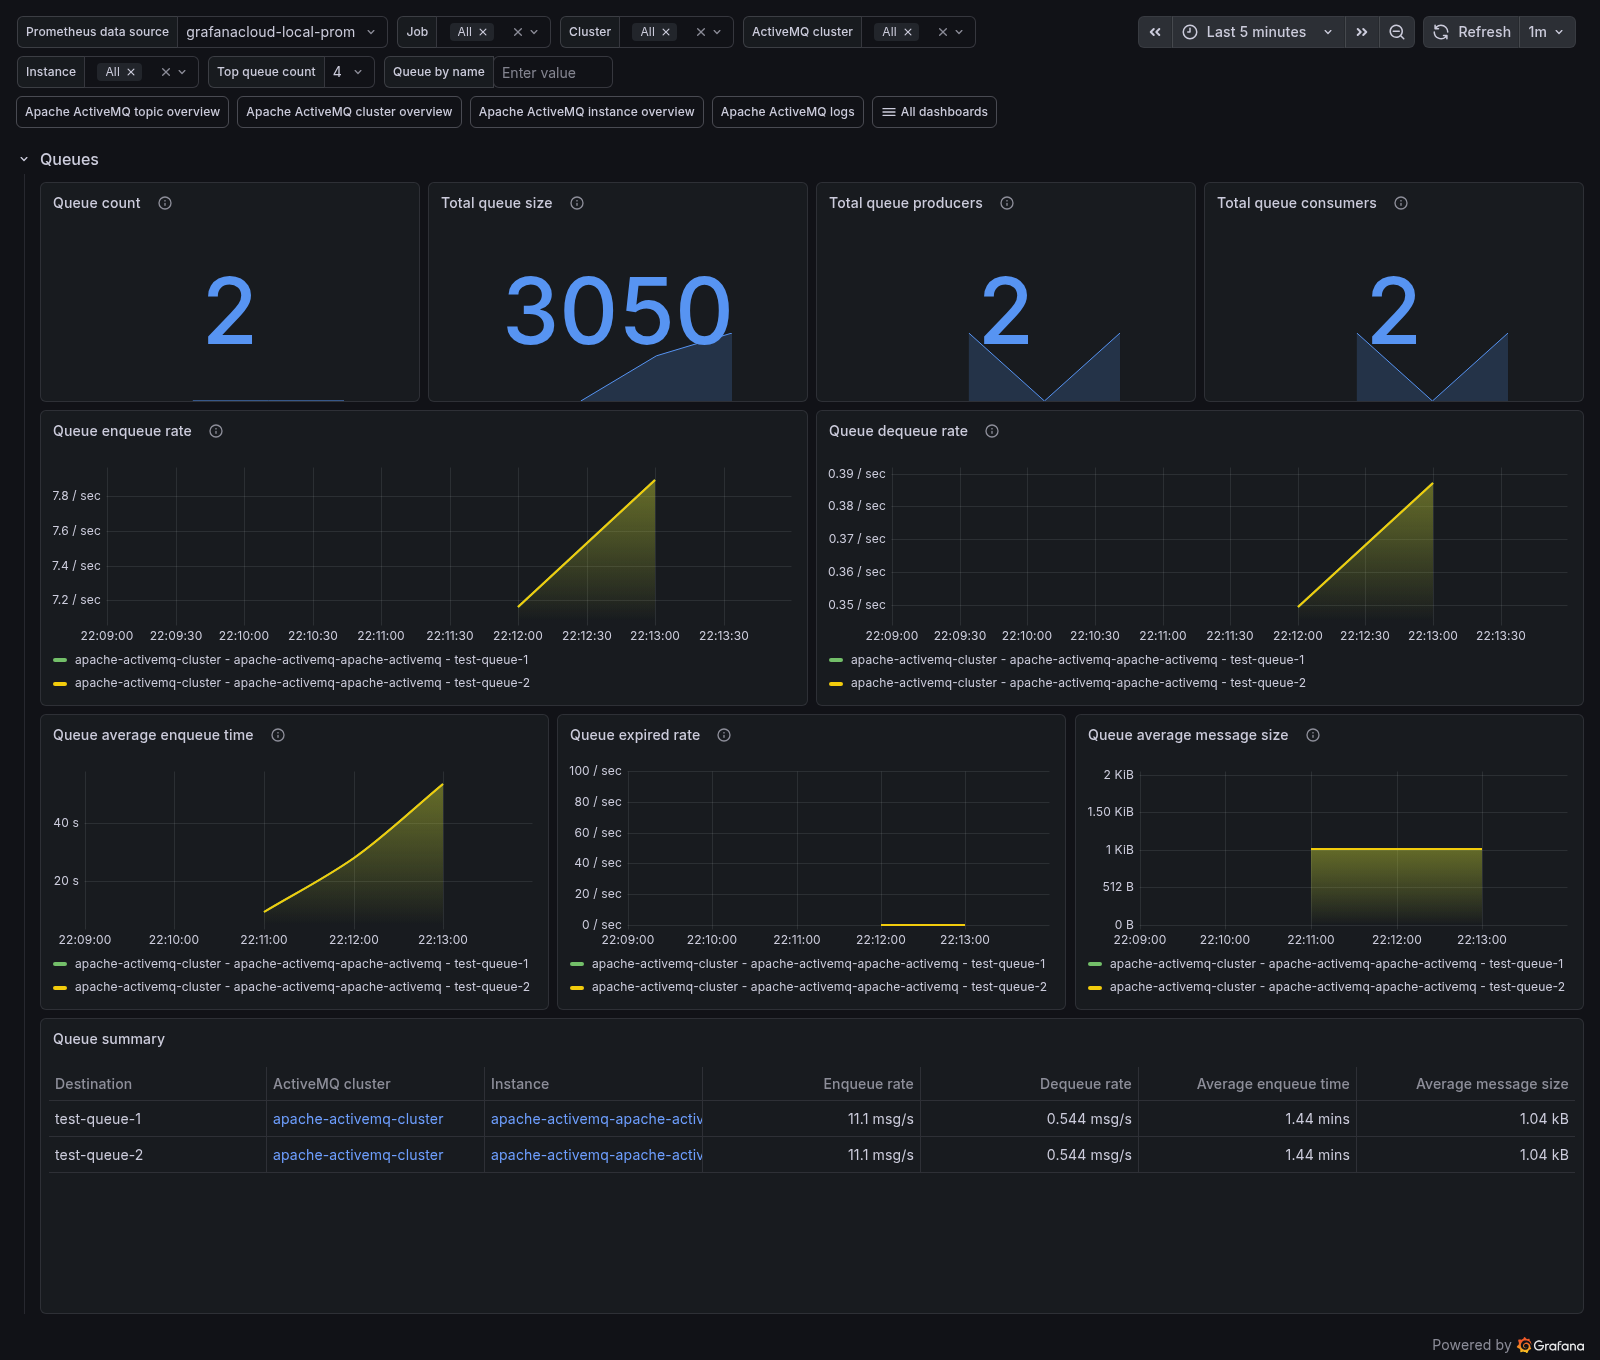 Prometheus data source grafanacloud-local-prom Job All Cluster All ActiveMQ cluster All Last 5 minutes Refresh 1m
Instance All Top queue count 4 Queue by name Enter value
Apache ActiveMQ topic overview Apache ActiveMQ cluster overview Apache ActiveMQ instance overview Apache ActiveMQ logs All dashboards
Queues
Queue count
2
Total queue size
3050
Total queue producers
2
Total queue consumers
2
Queue enqueue rate
7.8 / sec
7.6 / sec
7.4 / sec
7.2 / sec
22:09:00 22:09:30 22:10:00 22:10:30 22:11:00 22:11:30 22:12:00 22:12:30 22:13:00 22:13:30
apache-activemq-cluster - apache-activemq-apache-activemq - test-queue-1
apache-activemq-cluster - apache-activemq-apache-activemq - test-queue-2
Queue dequeue rate
0.39 / sec
0.38 / sec
0.37 / sec
0.36 / sec
0.35 / sec
22:09:00 22:09:30 22:10:00 22:10:30 22:11:00 22:11:30 22:12:00 22:12:30 22:13:00 22:13:30
apache-activemq-cluster - apache-activemq-apache-activemq - test-queue-1
apache-activemq-cluster - apache-activemq-apache-activemq - test-queue-2
Queue average enqueue time
40 s
20 s
22:09:00 22:10:00 22:11:00 22:12:00 22:13:00
apache-activemq-cluster - apache-activemq-apache-activemq - test-queue-1
apache-activemq-cluster - apache-activemq-apache-activemq - test-queue-2
Queue expired rate
100 / sec
80 / sec
60 / sec
40 / sec
20 / sec
0 / sec
22:09:00 22:10:00 22:11:00 22:12:00 22:13:00
apache-activemq-cluster - apache-activemq-apache-activemq - test-queue-1
apache-activemq-cluster - apache-activemq-apache-activemq - test-queue-2
Queue average message size
2 KiB
1.50 KiB
1 KiB
512 B
0 B
22:09:00 22:10:00 22:11:00 22:12:00 22:13:00
apache-activemq-cluster - apache-activemq-apache-activemq - test-queue-1
apache-activemq-cluster - apache-activemq-apache-activemq - test-queue-2
Queue summary
Destination ActiveMQ cluster Instance Enqueue rate Dequeue rate Average enqueue time Average message size
test-queue-1 apache-activemq-cluster apache-activemq-apache-activ 11.1 msg/s 0.544 msg/s 1.44 mins 1.04 kB
test-queue-2 apache-activemq-cluster apache-activemq-apache-activ 11.1 msg/s 0.544 msg/s 1.44 mins 1.04 kB
Powered by Grafana